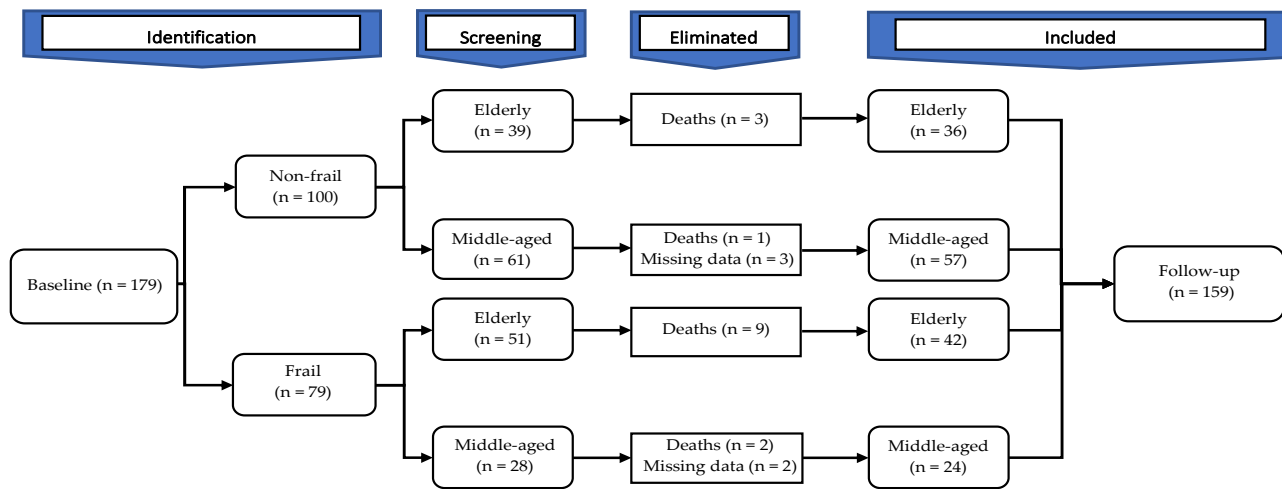 Identification
Screening
Eliminated
Included
Baseline (n = 179)
Non-frail
(n = 100)
Frail
(n = 79)
Elderly
(n = 39)
Middle-aged
(n = 61)
Elderly
(n = 51)
Middle-aged
(n = 28)
Deaths (n = 3)
Deaths (n = 1)
Missing data (n = 3)
Deaths (n = 9)
Deaths (n = 2)
Missing data (n = 2)
Elderly
(n = 36)
Middle-aged
(n = 57)
Elderly
(n = 42)
Middle-aged
(n = 24)
Follow-up
(n = 159)